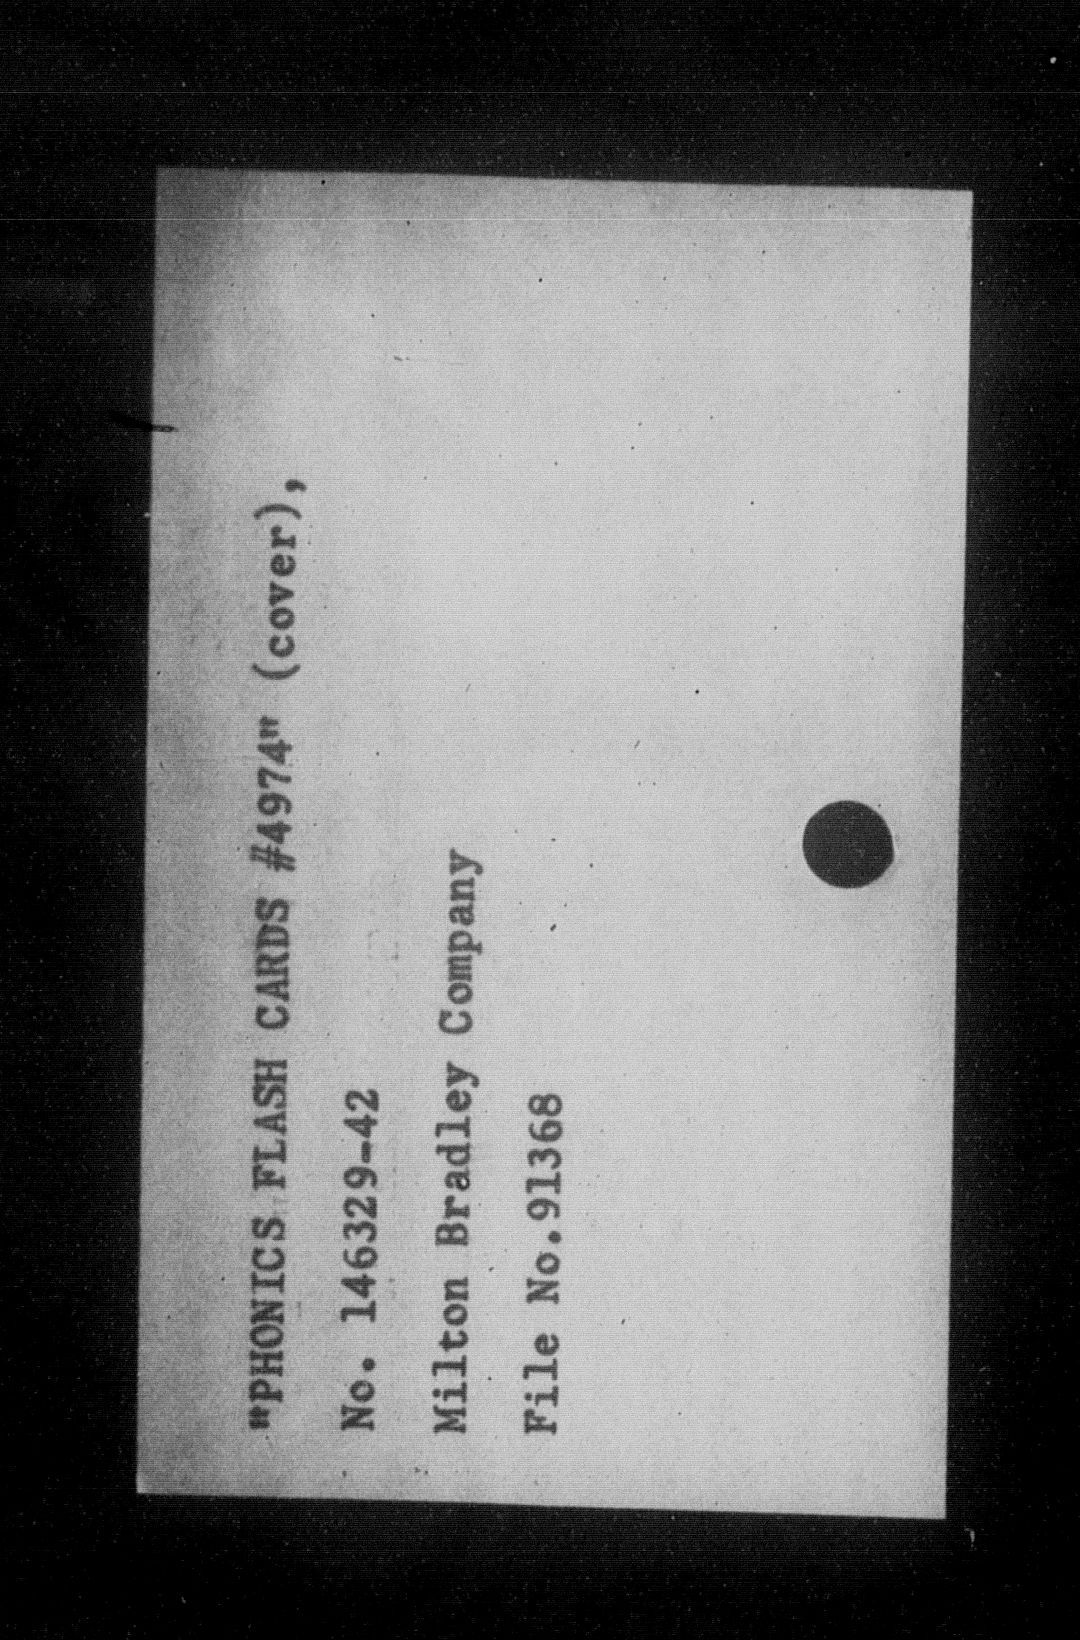 "PHONICS FLASH CARDS #4974" (cover),
No. 146329-42
Milton Bradley Company
File No.91368